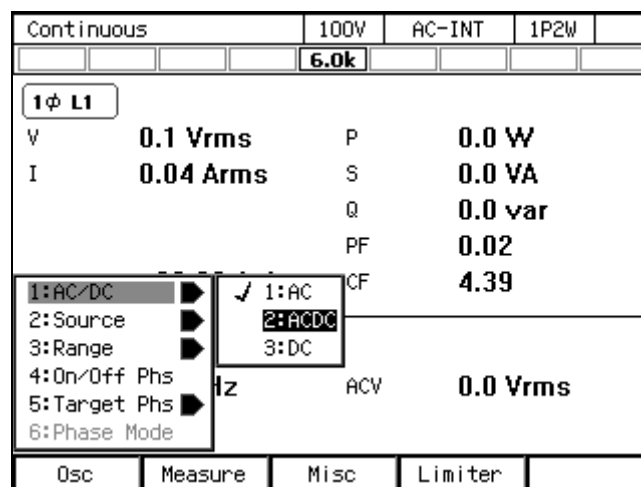 Continuous 100V AC-INT 1P2W
6.0k
1φ L1
V 0.1 Vrms P 0.0 W
I 0.04 Arms S 0.0 VA
Q 0.0 var
PF 0.02
CF 4.39
1:AC/DC ✓ 1:AC
2:Source 2:ACDC
3:Range 3:DC
4:On/Off Phs Hz ACV 0.0 Vrms
5:Target Phs
6:Phase Mode
Osc Measure Misc Limiter